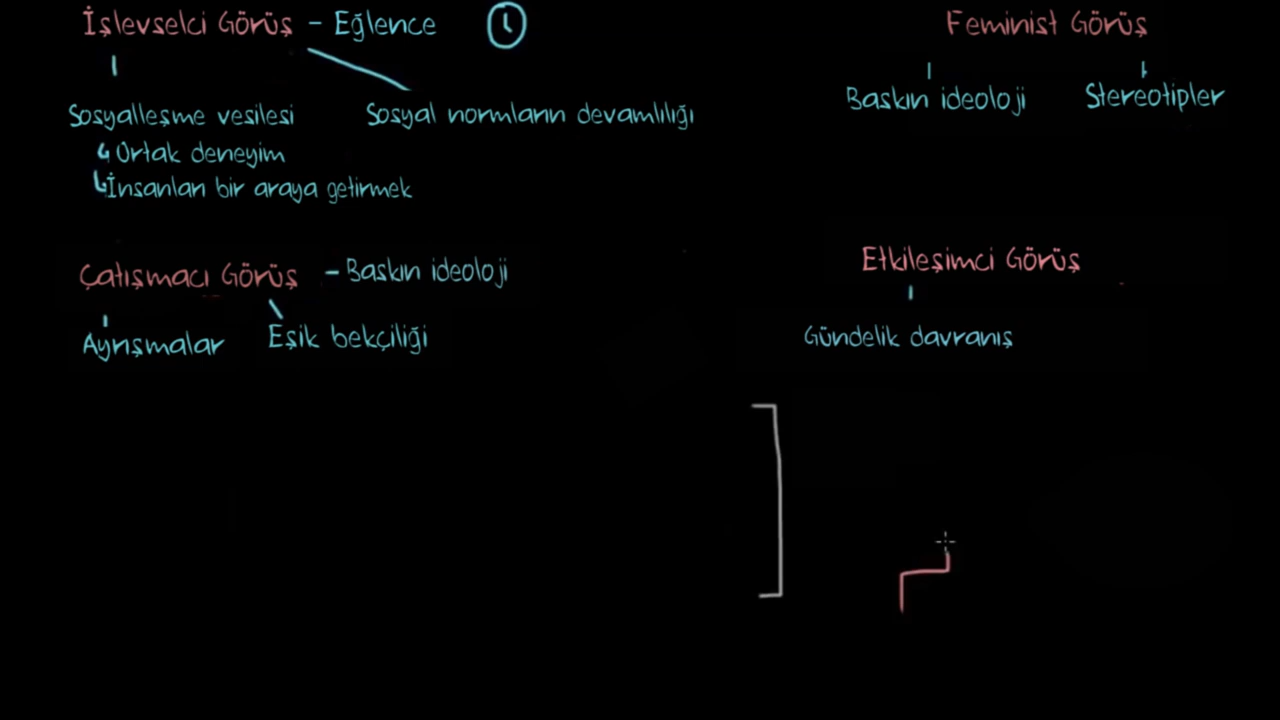 İşlevselci Görüş - Eğlence
Sosyalleşme vesilesi
Sosyal normların devamlılığı
Ortak deneyim
İnsanları bir araya getirmek
Feminist Görüş
Baskın ideoloji
Stereotipler
Çatışmacı Görüş - Baskın ideoloji
Ayrışmalar
Eşik bekçiliği
Etkileşimci Görüş
Gündelik davranış